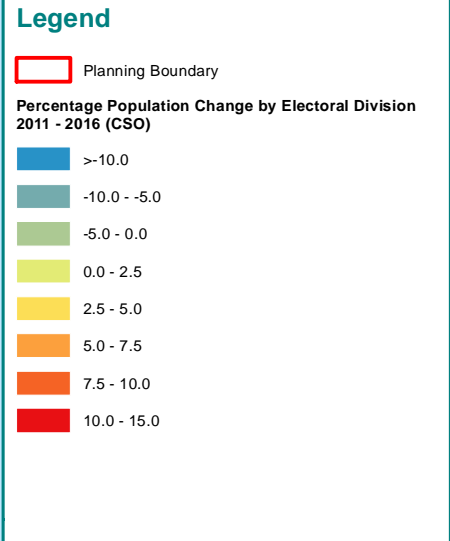 Legend
Planning Boundary
Percentage Population Change by Electoral Division
2011 - 2016 (CSO)
>-10.0
-10.0 - -5.0
-5.0 - 0.0
0.0 - 2.5
2.5 - 5.0
5.0 - 7.5
7.5 - 10.0
10.0 - 15.0